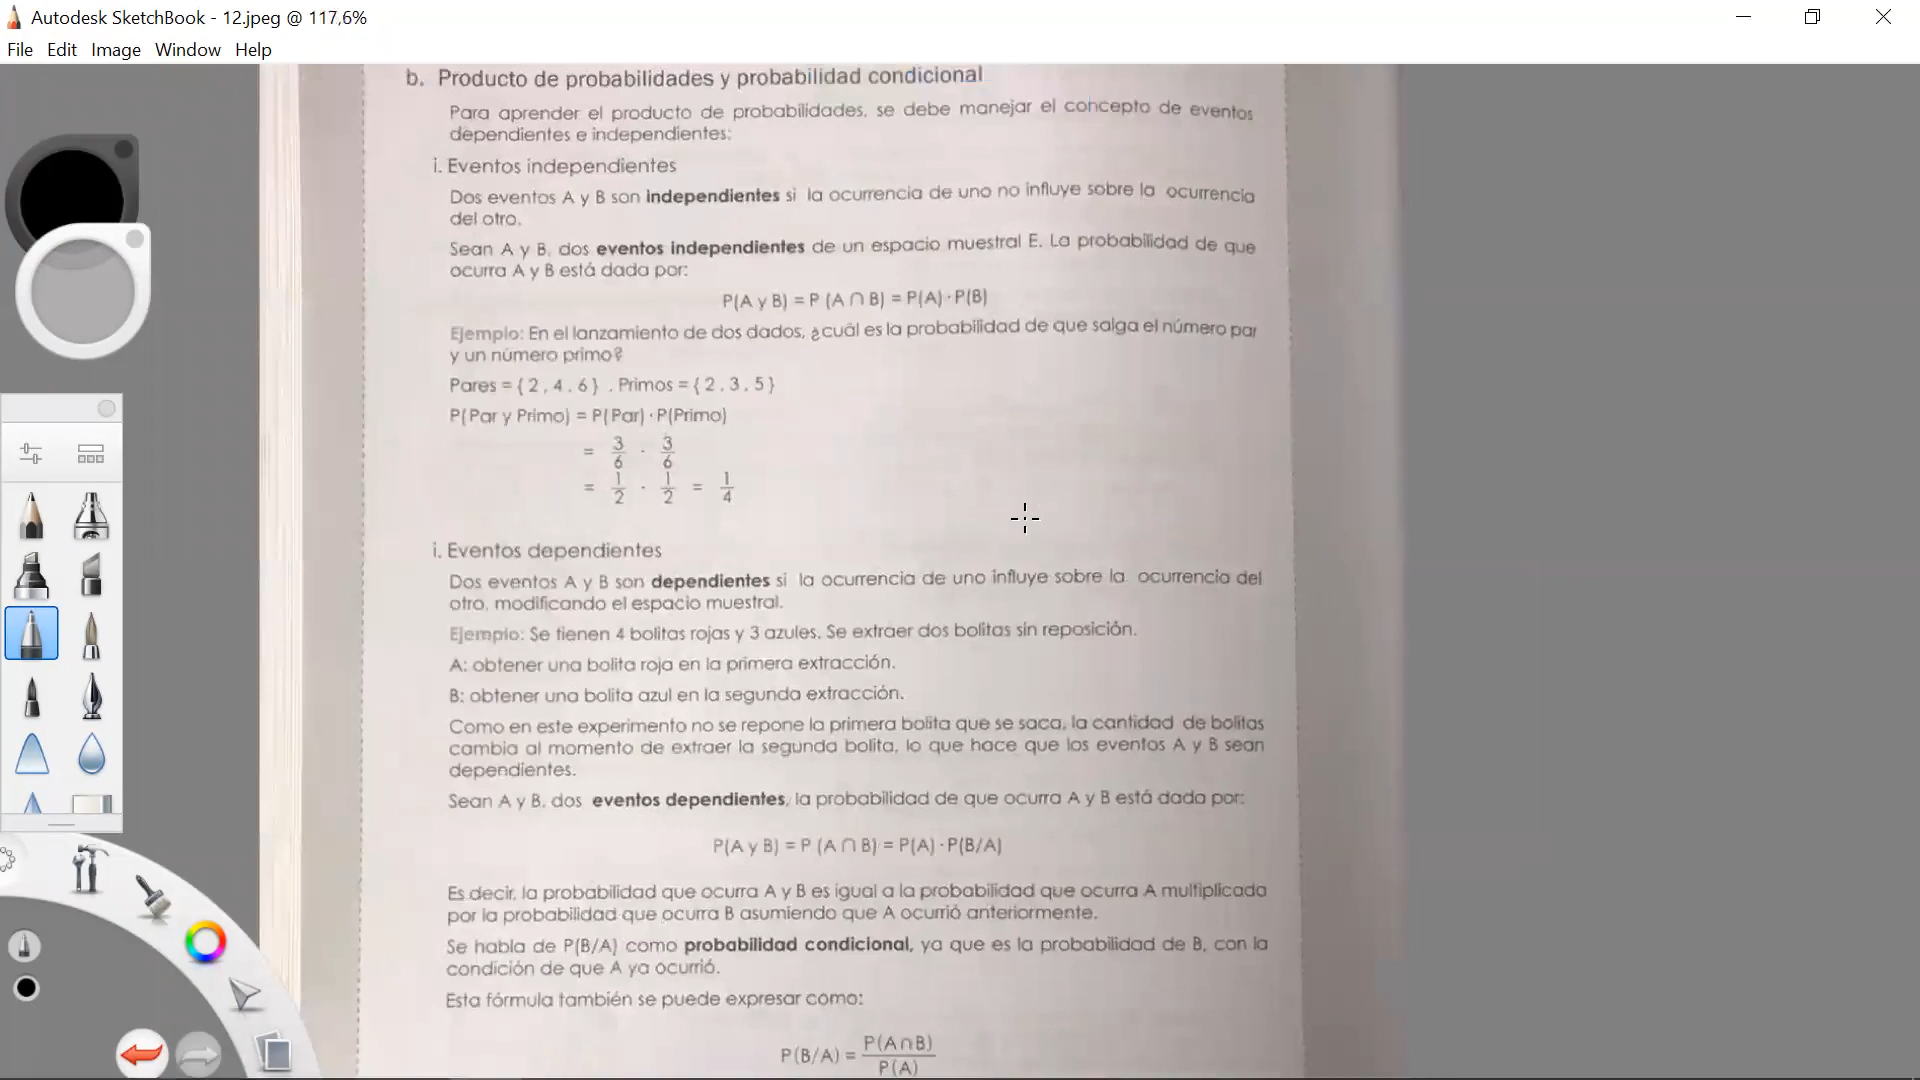 Autodesk SketchBook - 12.jpeg @ 117,6%
File Edit Image Window Help
b. Producto de probabilidades y probabilidad condicional
Para aprender el producto de probabilidades, se debe manejar el concepto de eventos
dependientes e independientes:
i. Eventos independientes
Dos eventos A y B son independientes si la ocurrencia de uno no influye sobre la ocurrencia
del otro.
Sean A y B, dos eventos independientes de un espacio muestral E. La probabilidad de que
ocurra A y B está dada por:
P(A y B) = P (A ∩ B) = P(A) · P(B)
Ejemplo: En el lanzamiento de dos dados, ¿cuál es la probabilidad de que salga el número par
y un número primo?
Pares = { 2 , 4 , 6 } . Primos = { 2 , 3 , 5 }
P( Par y Primo) = P( Par) · P(Primo)
= 3/6 · 3/6
= 1/2 · 1/2 = 1/4
i. Eventos dependientes
Dos eventos A y B son dependientes si la ocurrencia de uno influye sobre la ocurrencia del
otro, modificando el espacio muestral.
Ejemplo: Se tienen 4 bolitas rojas y 3 azules. Se extraer dos bolitas sin reposición.
A: obtener una bolita roja en la primera extracción.
B: obtener una bolita azul en la segunda extracción.
Como en este experimento no se repone la primera bolita que se saca, la cantidad de bolitas
cambia al momento de extraer la segunda bolita, lo que hace que los eventos A y B sean
dependientes.
Sean A y B, dos eventos dependientes, la probabilidad de que ocurra A y B está dada por:
P(A y B) = P (A ∩ B) = P(A) · P(B/A)
Es decir, la probabilidad que ocurra A y B es igual a la probabilidad que ocurra A multiplicada
por la probabilidad que ocurra B asumiendo que A ocurrió anteriormente.
Se habla de P(B/A) como probabilidad condicional, ya que es la probabilidad de B, con la
condición de que A ya ocurrió.
Esta fórmula también se puede expresar como:
P(B/A) = P(A∩B)/P(A)